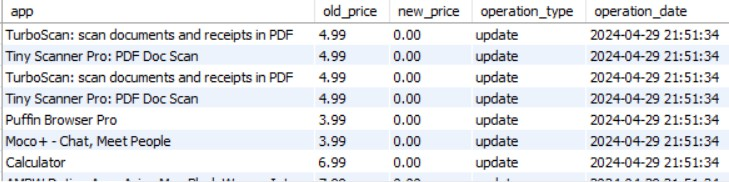 app old_price new_price operation_type operation_date
TurboScan: scan documents and receipts in PDF 4.99 0.00 update 2024-04-29 21:51:34
Tiny Scanner Pro: PDF Doc Scan 4.99 0.00 update 2024-04-29 21:51:34
TurboScan: scan documents and receipts in PDF 4.99 0.00 update 2024-04-29 21:51:34
Tiny Scanner Pro: PDF Doc Scan 4.99 0.00 update 2024-04-29 21:51:34
Puffin Browser Pro 3.99 0.00 update 2024-04-29 21:51:34
Moco+ - Chat, Meet People 3.99 0.00 update 2024-04-29 21:51:34
Calculator 6.99 0.00 update 2024-04-29 21:51:34